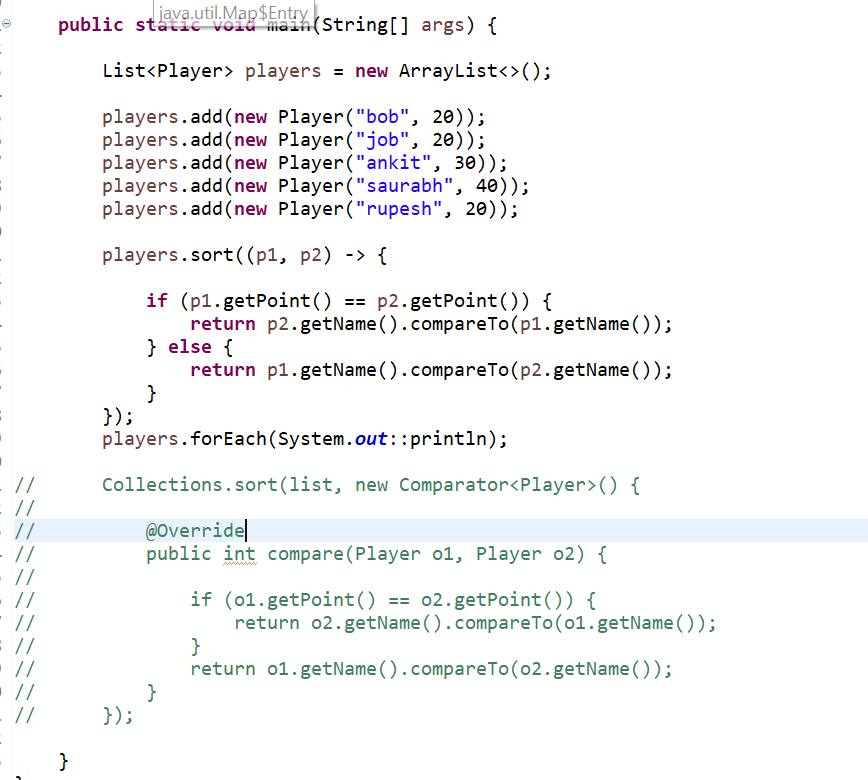 java.util.Map$Entry
public static void main(String[] args) {
List<Player> players = new ArrayList<>();
players.add(new Player("bob", 20));
players.add(new Player("job", 20));
players.add(new Player("ankit", 30));
players.add(new Player("saurabh", 40));
players.add(new Player("rupesh", 20));
players.sort((p1, p2) -> {
if (p1.getPoint() == p2.getPoint()) {
return p2.getName().compareTo(p1.getName());
} else {
return p1.getName().compareTo(p2.getName());
}
});
players.forEach(System.out::println);
// Collections.sort(list, new Comparator<Player>() {
//
// @Override
// public int compare(Player o1, Player o2) {
//
// if (o1.getPoint() == o2.getPoint()) {
// return o2.getName().compareTo(o1.getName());
// }
// return o1.getName().compareTo(o2.getName());
// }
// });
}